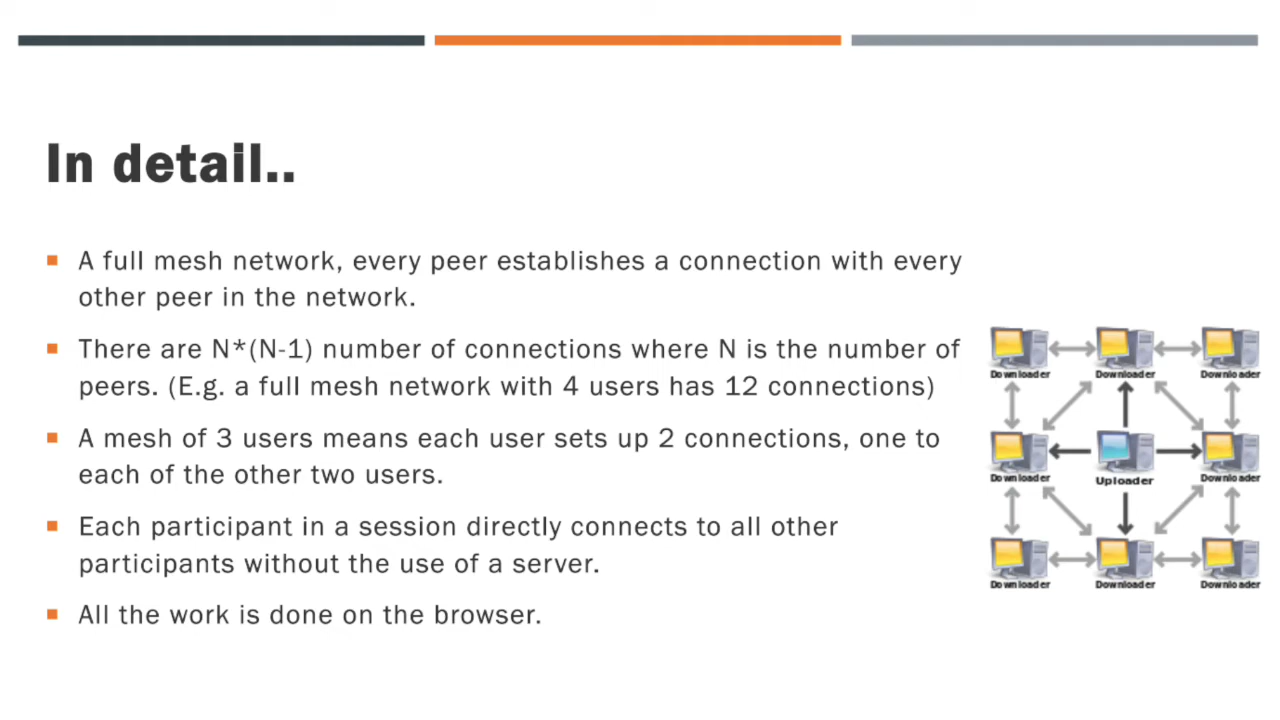 In detail..
A full mesh network, every peer establishes a connection with every
other peer in the network.
There are N*(N-1) number of connections where N is the number of
peers. (E.g. a full mesh network with 4 users has 12 connections)
A mesh of 3 users means each user sets up 2 connections, one to
each of the other two users.
Each participant in a session directly connects to all other
participants without the use of a server.
All the work is done on the browser.
Downloader Downloader Downloader
Downloader Uploader Downloader
Downloader Downloader Downloader